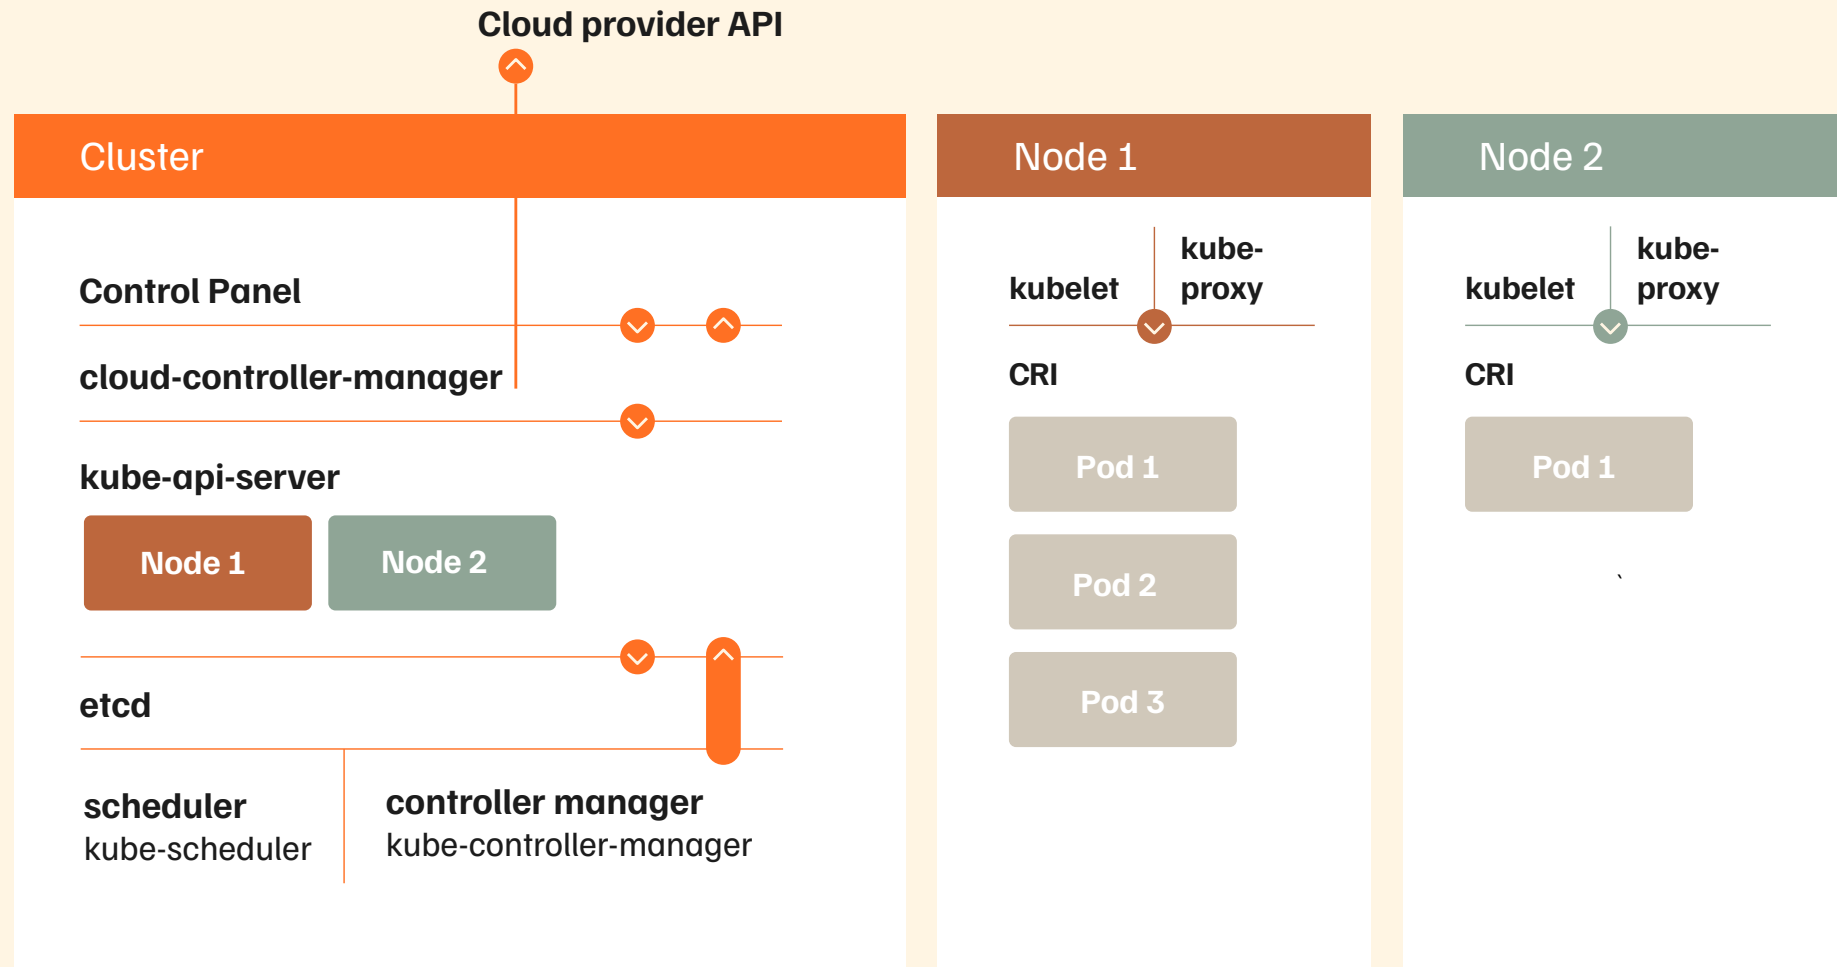 Cloud provider API
Cluster
Control Panel
cloud-controller-manager
kube-api-server
Node 1
Node 2
etcd
scheduler
kube-scheduler
controller manager
kube-controller-manager
Node 1
kubelet
kube-
proxy
CRI
Pod 1
Pod 2
Pod 3
Node 2
kubelet
kube-
proxy
CRI
Pod 1
`